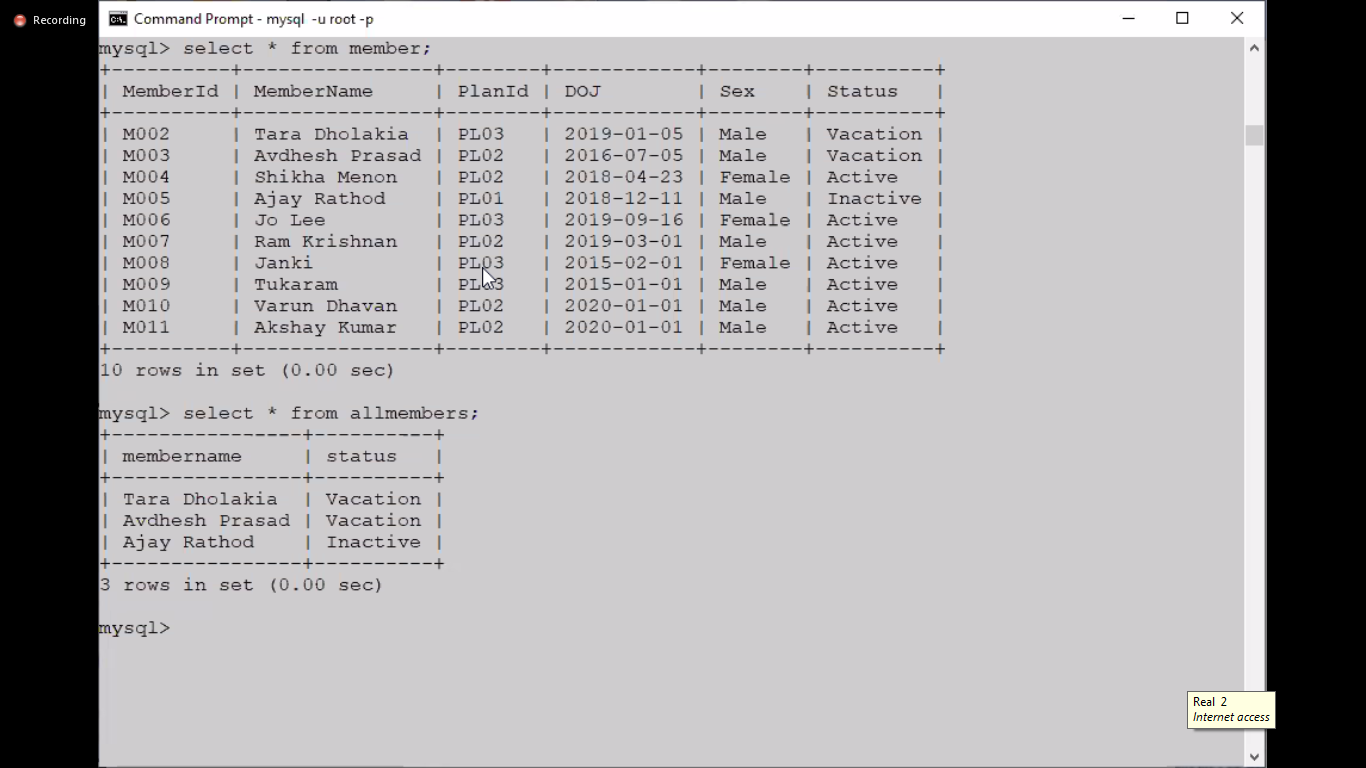 Recording
Command Prompt - mysql -u root -p
mysql> select * from member;
+----------+----------------+--------+------------+--------+----------+
| MemberId | MemberName     | PlanId | DOJ        | Sex    | Status   |
+----------+----------------+--------+------------+--------+----------+
| M002     | Tara Dholakia  | PL03   | 2019-01-05 | Male   | Vacation |
| M003     | Avdhesh Prasad | PL02   | 2016-07-05 | Male   | Vacation |
| M004     | Shikha Menon   | PL02   | 2018-04-23 | Female | Active   |
| M005     | Ajay Rathod    | PL01   | 2018-12-11 | Male   | Inactive |
| M006     | Jo Lee         | PL03   | 2019-09-16 | Female | Active   |
| M007     | Ram Krishnan   | PL02   | 2019-03-01 | Male   | Active   |
| M008     | Janki          | PL03   | 2015-02-01 | Female | Active   |
| M009     | Tukaram        | PL03   | 2015-01-01 | Male   | Active   |
| M010     | Varun Dhavan   | PL02   | 2020-01-01 | Male   | Active   |
| M011     | Akshay Kumar   | PL02   | 2020-01-01 | Male   | Active   |
+----------+----------------+--------+------------+--------+----------+
10 rows in set (0.00 sec)
mysql> select * from allmembers;
+----------------+----------+
| membername     | status   |
+----------------+----------+
| Tara Dholakia  | Vacation |
| Avdhesh Prasad | Vacation |
| Ajay Rathod    | Inactive |
+----------------+----------+
3 rows in set (0.00 sec)
mysql>
Real 2
Internet access